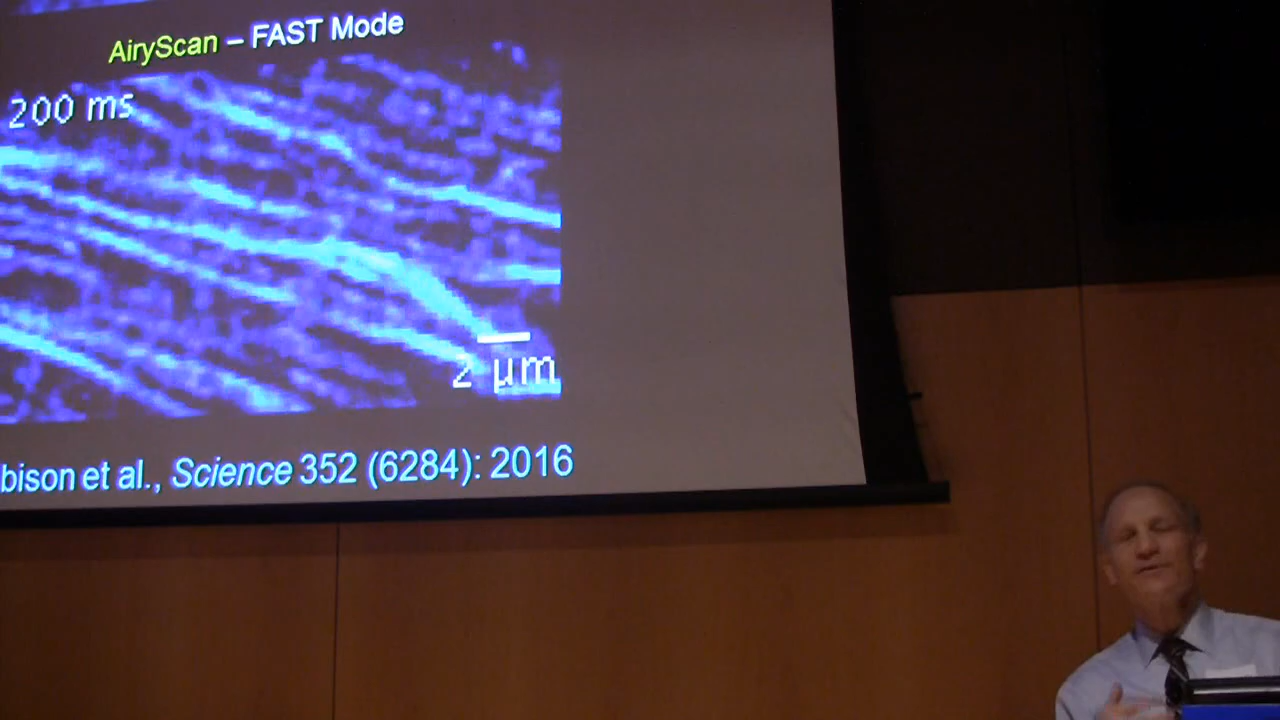 AiryScan – FAST Mode
200 ms
2 µm
bison et al., Science 352 (6284): 2016